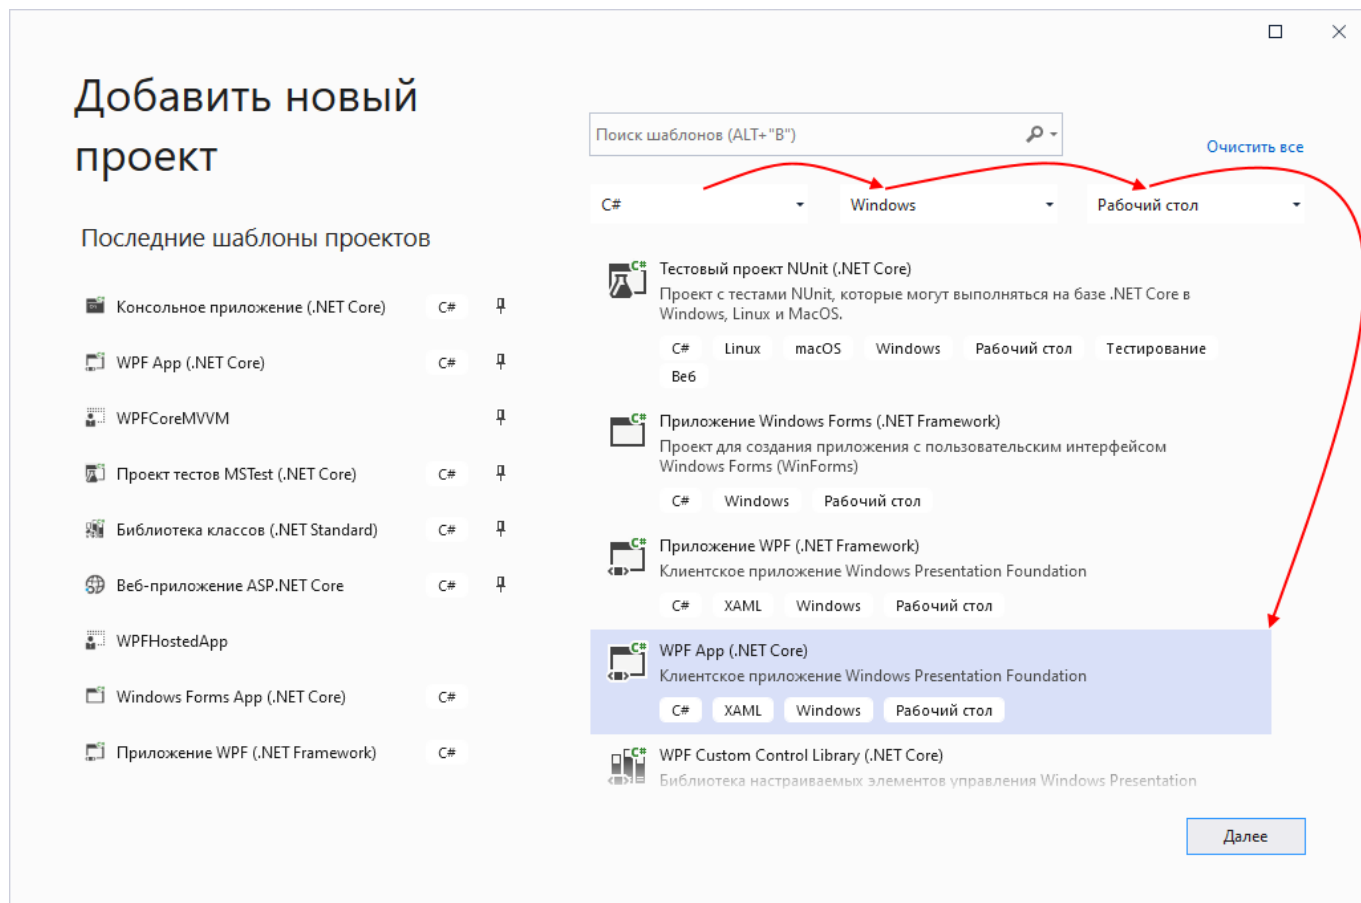 Добавить новый
проект
Последние шаблоны проектов
Консольное приложение (.NET Core) C#
WPF App (.NET Core) C#
WPFCoreMVVM
Проект тестов MSTest (.NET Core) C#
Библиотека классов (.NET Standard) C#
Веб-приложение ASP.NET Core C#
WPFHostedApp
Windows Forms App (.NET Core) C#
Приложение WPF (.NET Framework) C#
Поиск шаблонов (ALT+"B")
Очистить все
C# Windows Рабочий стол
Тестовый проект NUnit (.NET Core)
Проект с тестами NUnit, которые могут выполняться на базе .NET Core в
Windows, Linux и MacOS.
C# Linux macOS Windows Рабочий стол Тестирование
Веб
Приложение Windows Forms (.NET Framework)
Проект для создания приложения с пользовательским интерфейсом
Windows Forms (WinForms)
C# Windows Рабочий стол
Приложение WPF (.NET Framework)
Клиентское приложение Windows Presentation Foundation
C# XAML Windows Рабочий стол
WPF App (.NET Core)
Клиентское приложение Windows Presentation Foundation
C# XAML Windows Рабочий стол
WPF Custom Control Library (.NET Core)
Библиотека настраиваемых элементов управления Windows Presentation
Далее